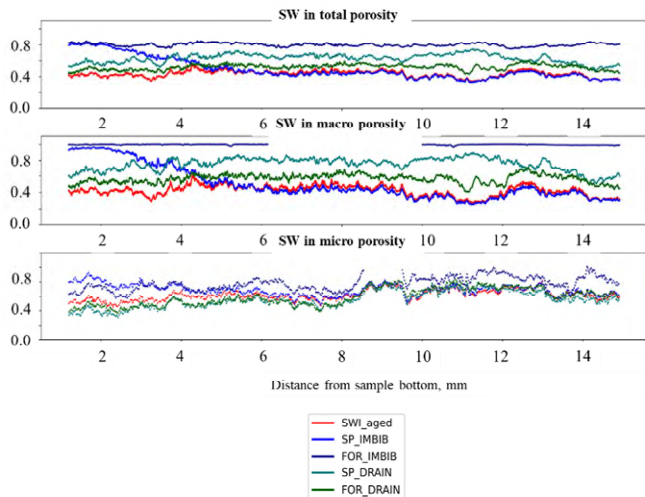 SW in total porosity
0.8
0.4
0.0
2 4 6 8 10 12 14
SW in macro porosity
0.8
0.4
0.0
2 4 6 8 10 12 14
SW in micro porosity
0.8
0.4
0.0
2 4 6 8 10 12 14
Distance from sample bottom, mm
SWI_aged
SP_IMBIB
FOR_IMBIB
SP_DRAIN
FOR_DRAIN